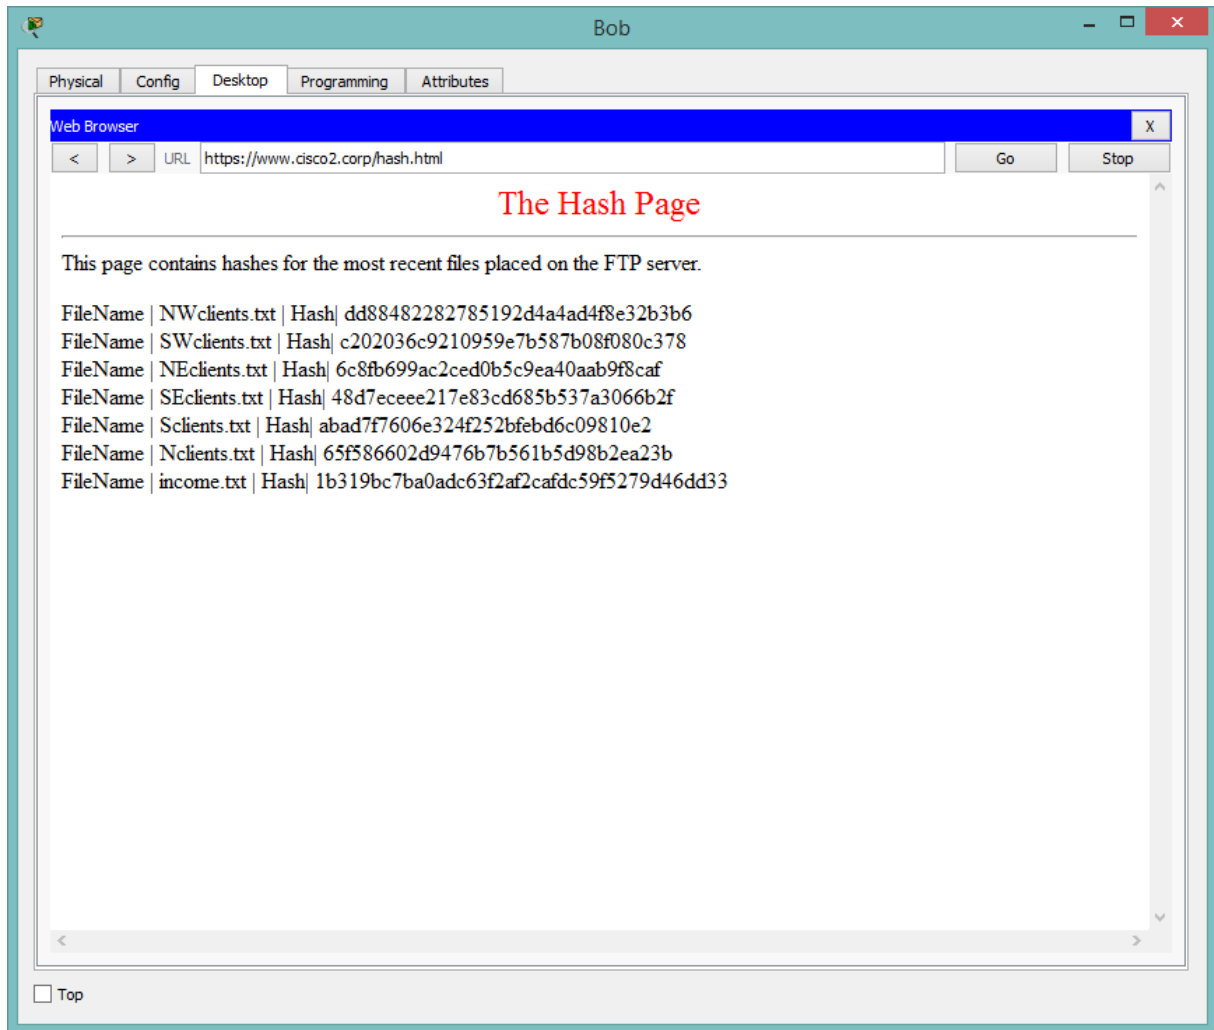 Bob
Physical Config Desktop Programming Attributes
Web Browser X
< > URL https://www.cisco2.corp/hash.html Go Stop
The Hash Page
This page contains hashes for the most recent files placed on the FTP server.
FileName | NWclients.txt | Hash| dd88482282785192d4a4ad4f8e32b3b6
FileName | SWclients.txt | Hash| c202036c9210959e7b587b08f080c378
FileName | NEclients.txt | Hash| 6c8fb699ac2ced0b5c9ea40aab9f8caf
FileName | SEclients.txt | Hash| 48d7eceee217e83cd685b537a3066b2f
FileName | Sclients.txt | Hash| abad7f7606e324f252bfebd6c09810e2
FileName | Nclients.txt | Hash| 65f586602d9476b7b561b5d98b2ea23b
FileName | income.txt | Hash| 1b319bc7ba0adc63f2af2cafdc59f5279d46dd33
Top